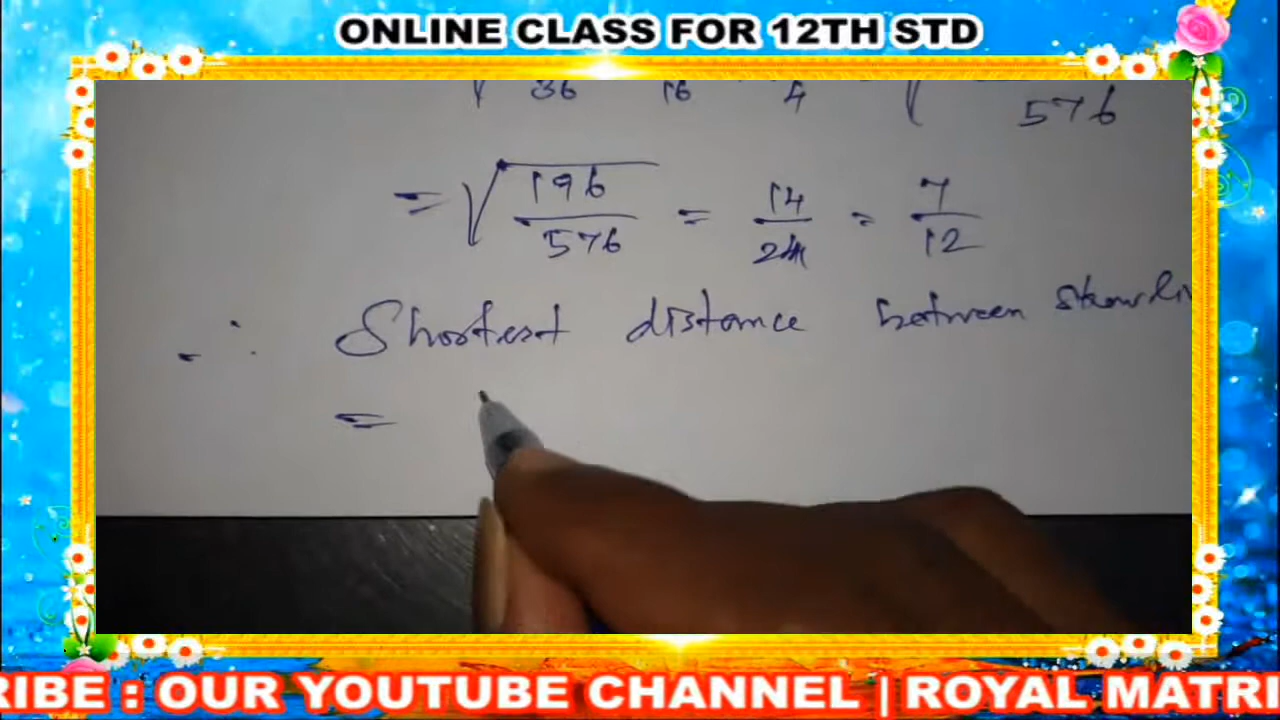 ONLINE CLASS FOR 12TH STD
√ 36 16 4 √ 576
= √196/576 = 14/24 = 7/12
∴ Shortest distance between skew li
=
RIBE : OUR YOUTUBE CHANNEL | ROYAL MATRI